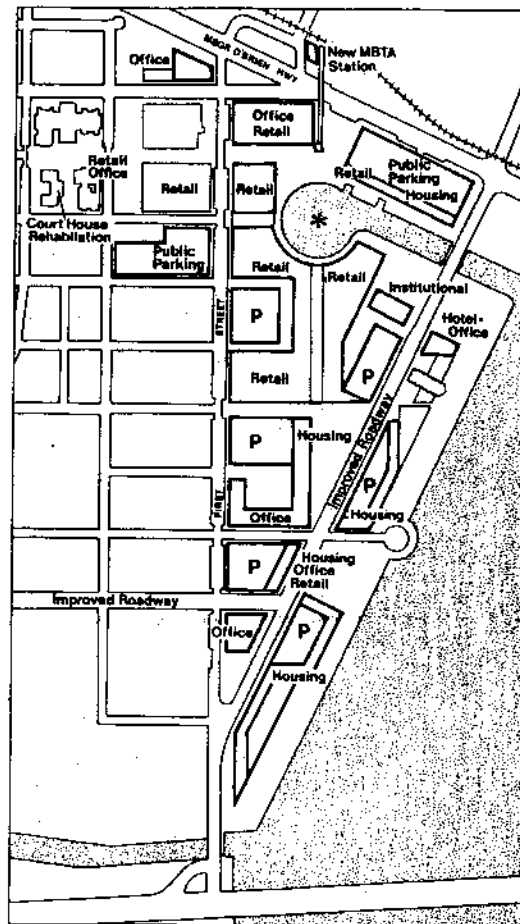 MSGR O'BRIEN HWY
New MBTA
Station
Office
Office
Retail
Retail
Office
Retail
Retail
Retail
Public
Parking
Housing
*
Court House
Rehabilitation
Public
Parking
Retail
Retail
Institutional
Hotel-
Office
P
STREET
P
Retail
Improved Roadway
Housing
P
P
FIRST
Office
Housing
P
Housing
Office
Retail
Improved Roadway
Office
P
Housing